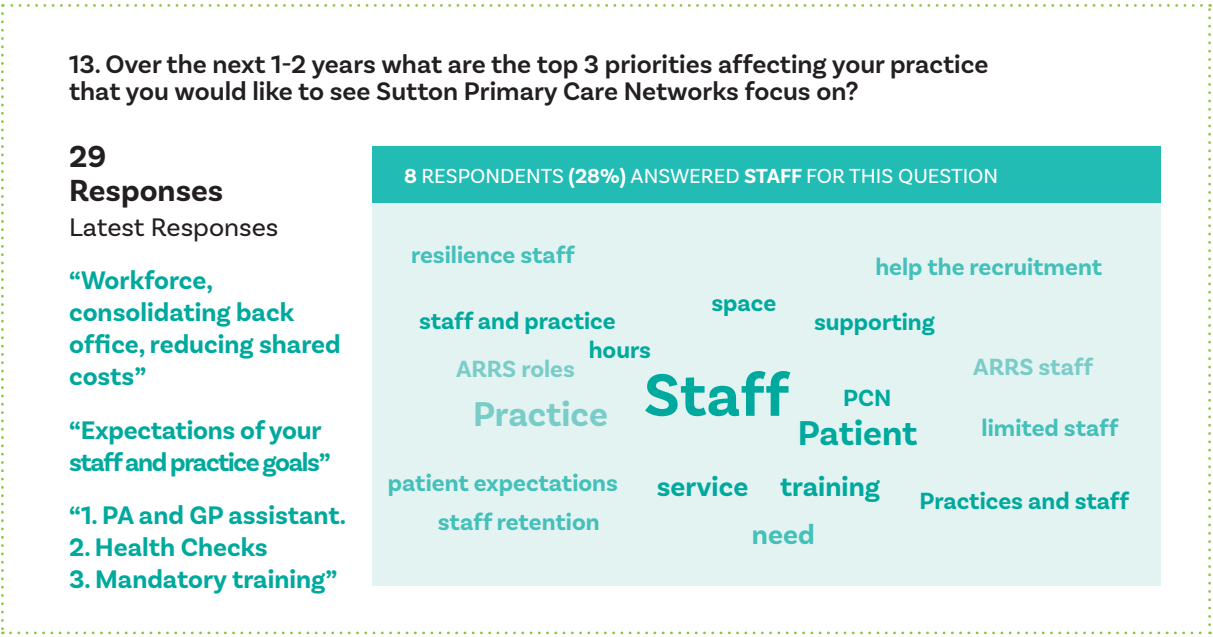 13. Over the next 1-2 years what are the top 3 priorities affecting your practice
that you would like to see Sutton Primary Care Networks focus on?
29
Responses
Latest Responses
“Workforce,
consolidating back
office, reducing shared
costs”
“Expectations of your
staff and practice goals”
“1. PA and GP assistant.
2. Health Checks
3. Mandatory training”
8 RESPONDENTS (28%) ANSWERED STAFF FOR THIS QUESTION
resilience staff
help the recruitment
space
staff and practice
supporting
hours
ARRS roles
ARRS staff
Staff
PCN
Practice
Patient
limited staff
patient expectations
service
training
Practices and staff
staff retention
need